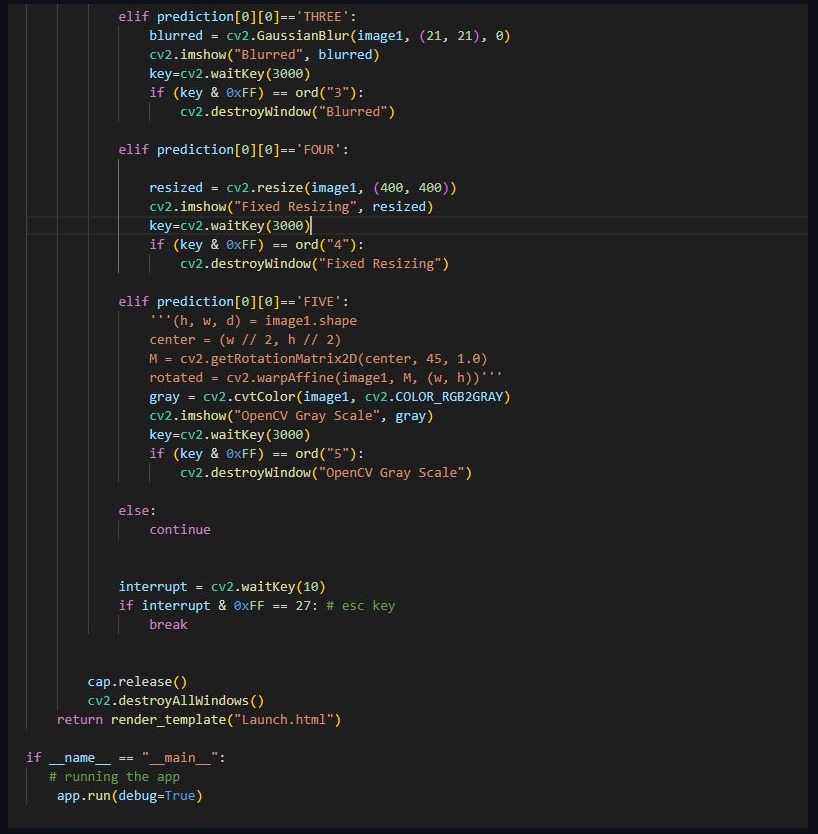 elif prediction[0][0]=='THREE':
blurred = cv2.GaussianBlur(image1, (21, 21), 0)
cv2.imshow("Blurred", blurred)
key=cv2.waitKey(3000)
if (key & 0xFF) == ord("3"):
cv2.destroyWindow("Blurred")
elif prediction[0][0]=='FOUR':
resized = cv2.resize(image1, (400, 400))
cv2.imshow("Fixed Resizing", resized)
key=cv2.waitKey(3000)
if (key & 0xFF) == ord("4"):
cv2.destroyWindow("Fixed Resizing")
elif prediction[0][0]=='FIVE':
'''(h, w, d) = image1.shape
center = (w // 2, h // 2)
M = cv2.getRotationMatrix2D(center, 45, 1.0)
rotated = cv2.warpAffine(image1, M, (w, h))'''
gray = cv2.cvtColor(image1, cv2.COLOR_RGB2GRAY)
cv2.imshow("OpenCV Gray Scale", gray)
key=cv2.waitKey(3000)
if (key & 0xFF) == ord("5"):
cv2.destroyWindow("OpenCV Gray Scale")
else:
continue
interrupt = cv2.waitKey(10)
if interrupt & 0xFF == 27: # esc key
break
cap.release()
cv2.destroyAllWindows()
return render_template("Launch.html")
if __name__ == "__main__":
# running the app
app.run(debug=True)